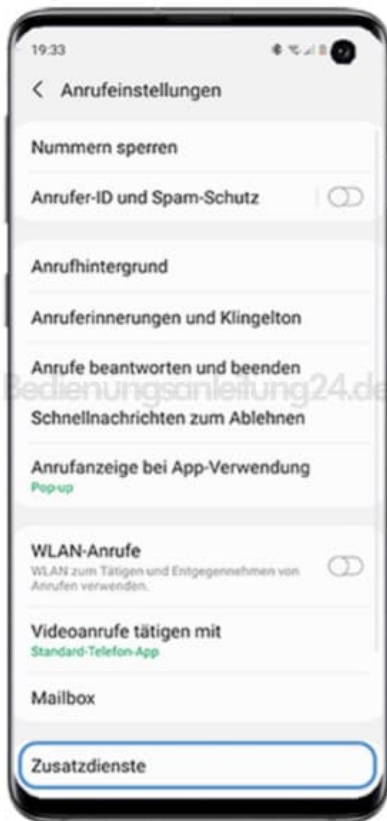 19:33
Anrufeinstellungen
Nummern sperren
Anrufer-ID und Spam-Schutz
Anrufhintergrund
Anruferinnerungen und Klingelton
Anrufe beantworten und beenden
Bedienungsanleitung24.de
Schnellnachrichten zum Ablehnen
Anrufanzeige bei App-Verwendung
Pop-up
WLAN-Anrufe
WLAN zum Tätigen und Entgegennehmen von
Anrufen verwenden.
Videoanrufe tätigen mit
Standard-Telefon-App
Mailbox
Zusatzdienste